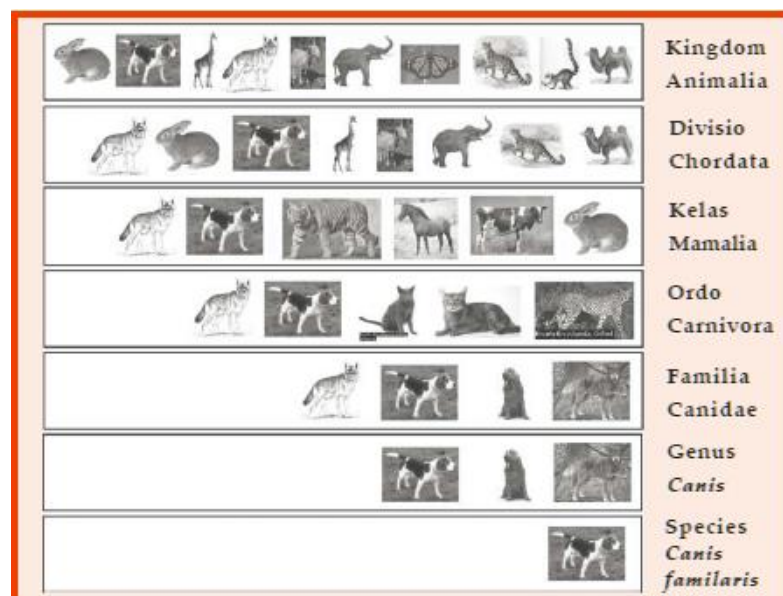 Kingdom
Animalia
Divisio
Chordata
Kelas
Mamalia
Ordo
Carnivora
Familia
Canidae
Genus
Canis
Species
Canis
familaris